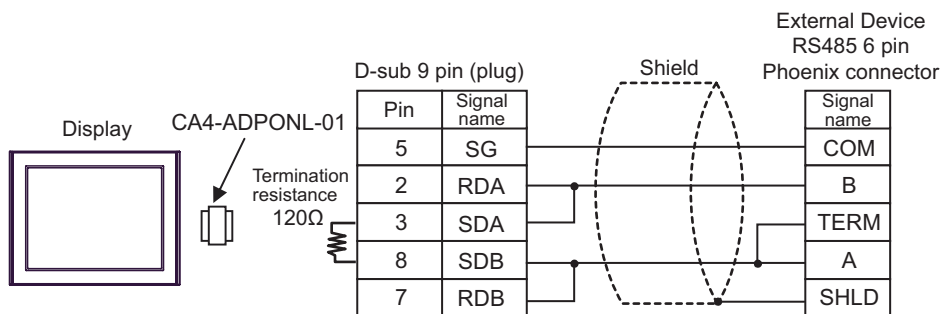 External Device
RS485 6 pin
Phoenix connector
D-sub 9 pin (plug)
Shield
Display
CA4-ADPONL-01
Termination
resistance
120Ω
Pin
Signal
name
5
SG
2
RDA
3
SDA
8
SDB
7
RDB
Signal
name
COM
B
TERM
A
SHLD